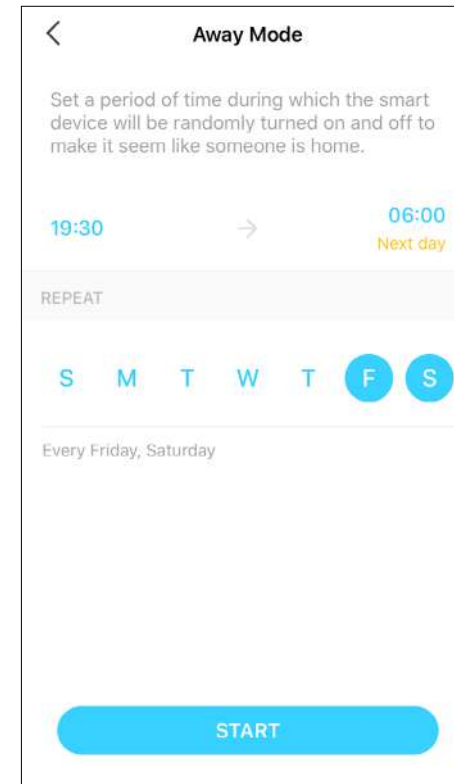 Away Mode
Set a period of time during which the smart
device will be randomly turned on and off to
make it seem like someone is home.
19:30 → 06:00
Next day
REPEAT
S M T W T F S
Every Friday, Saturday
START